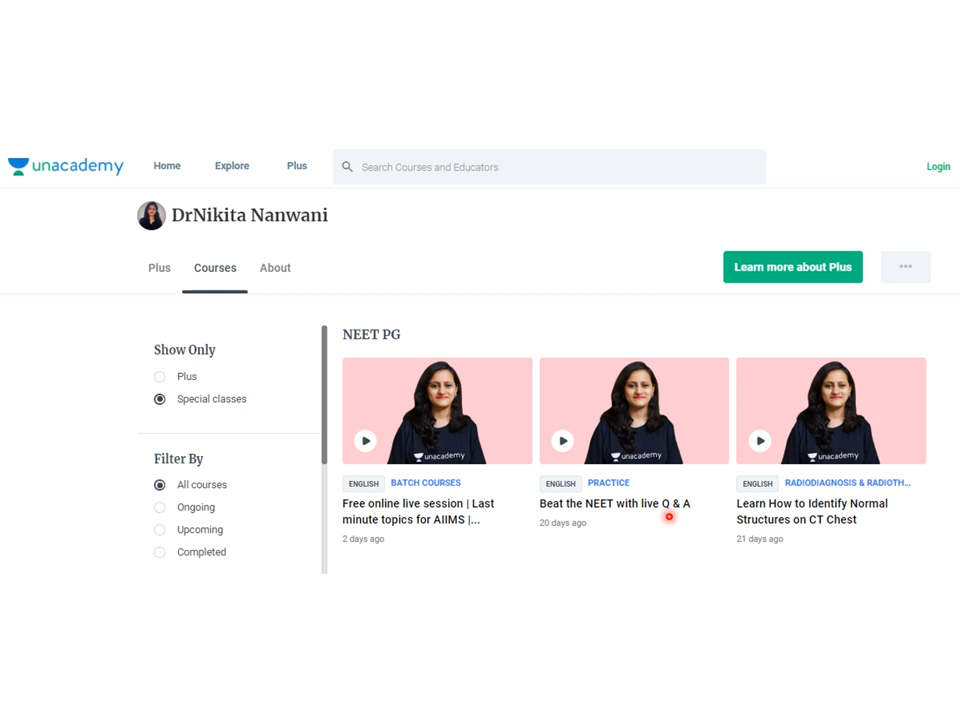 unacademy
Home Explore Plus Search Courses and Educators Login
DrNikita Nanwani
Plus Courses About
Learn more about Plus
Show Only
Plus
Special classes
Filter By
All courses
Ongoing
Upcoming
Completed
NEET PG
unacademy
ENGLISH BATCH COURSES
Free online live session | Last
minute topics for AIIMS |...
2 days ago
unacademy
ENGLISH PRACTICE
Beat the NEET with live Q & A
20 days ago
unacademy
ENGLISH RADIODIAGNOSIS & RADIOTH...
Learn How to Identify Normal
Structures on CT Chest
21 days ago